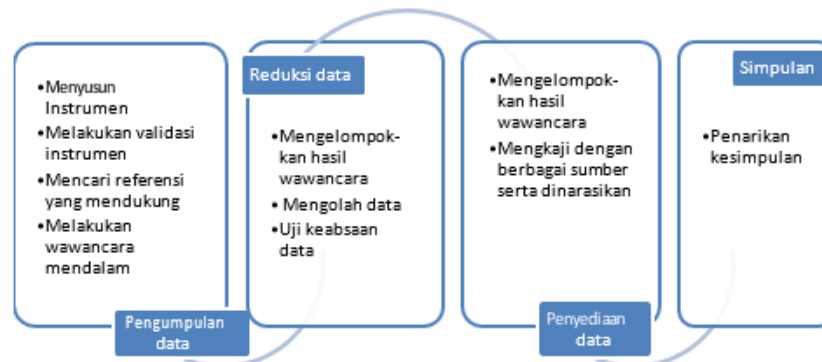 •Menyusun
Instrumen
•Melakukan validasi
instrumen
•Mencari referensi
yang mendukung
•Melakukan
wawancara
mendalam
Pengumpulan
data
Reduksi data
•Mengelompok-
kan hasil
wawancara
• Mengolah data
•Uji keabsaan
data
•Mengelompok-
kan hasil
wawancara
•Mengkaji dengan
berbagai sumber
serta dinarasikan
Penyediaan
data
Simpulan
•Penarikan
kesimpulan